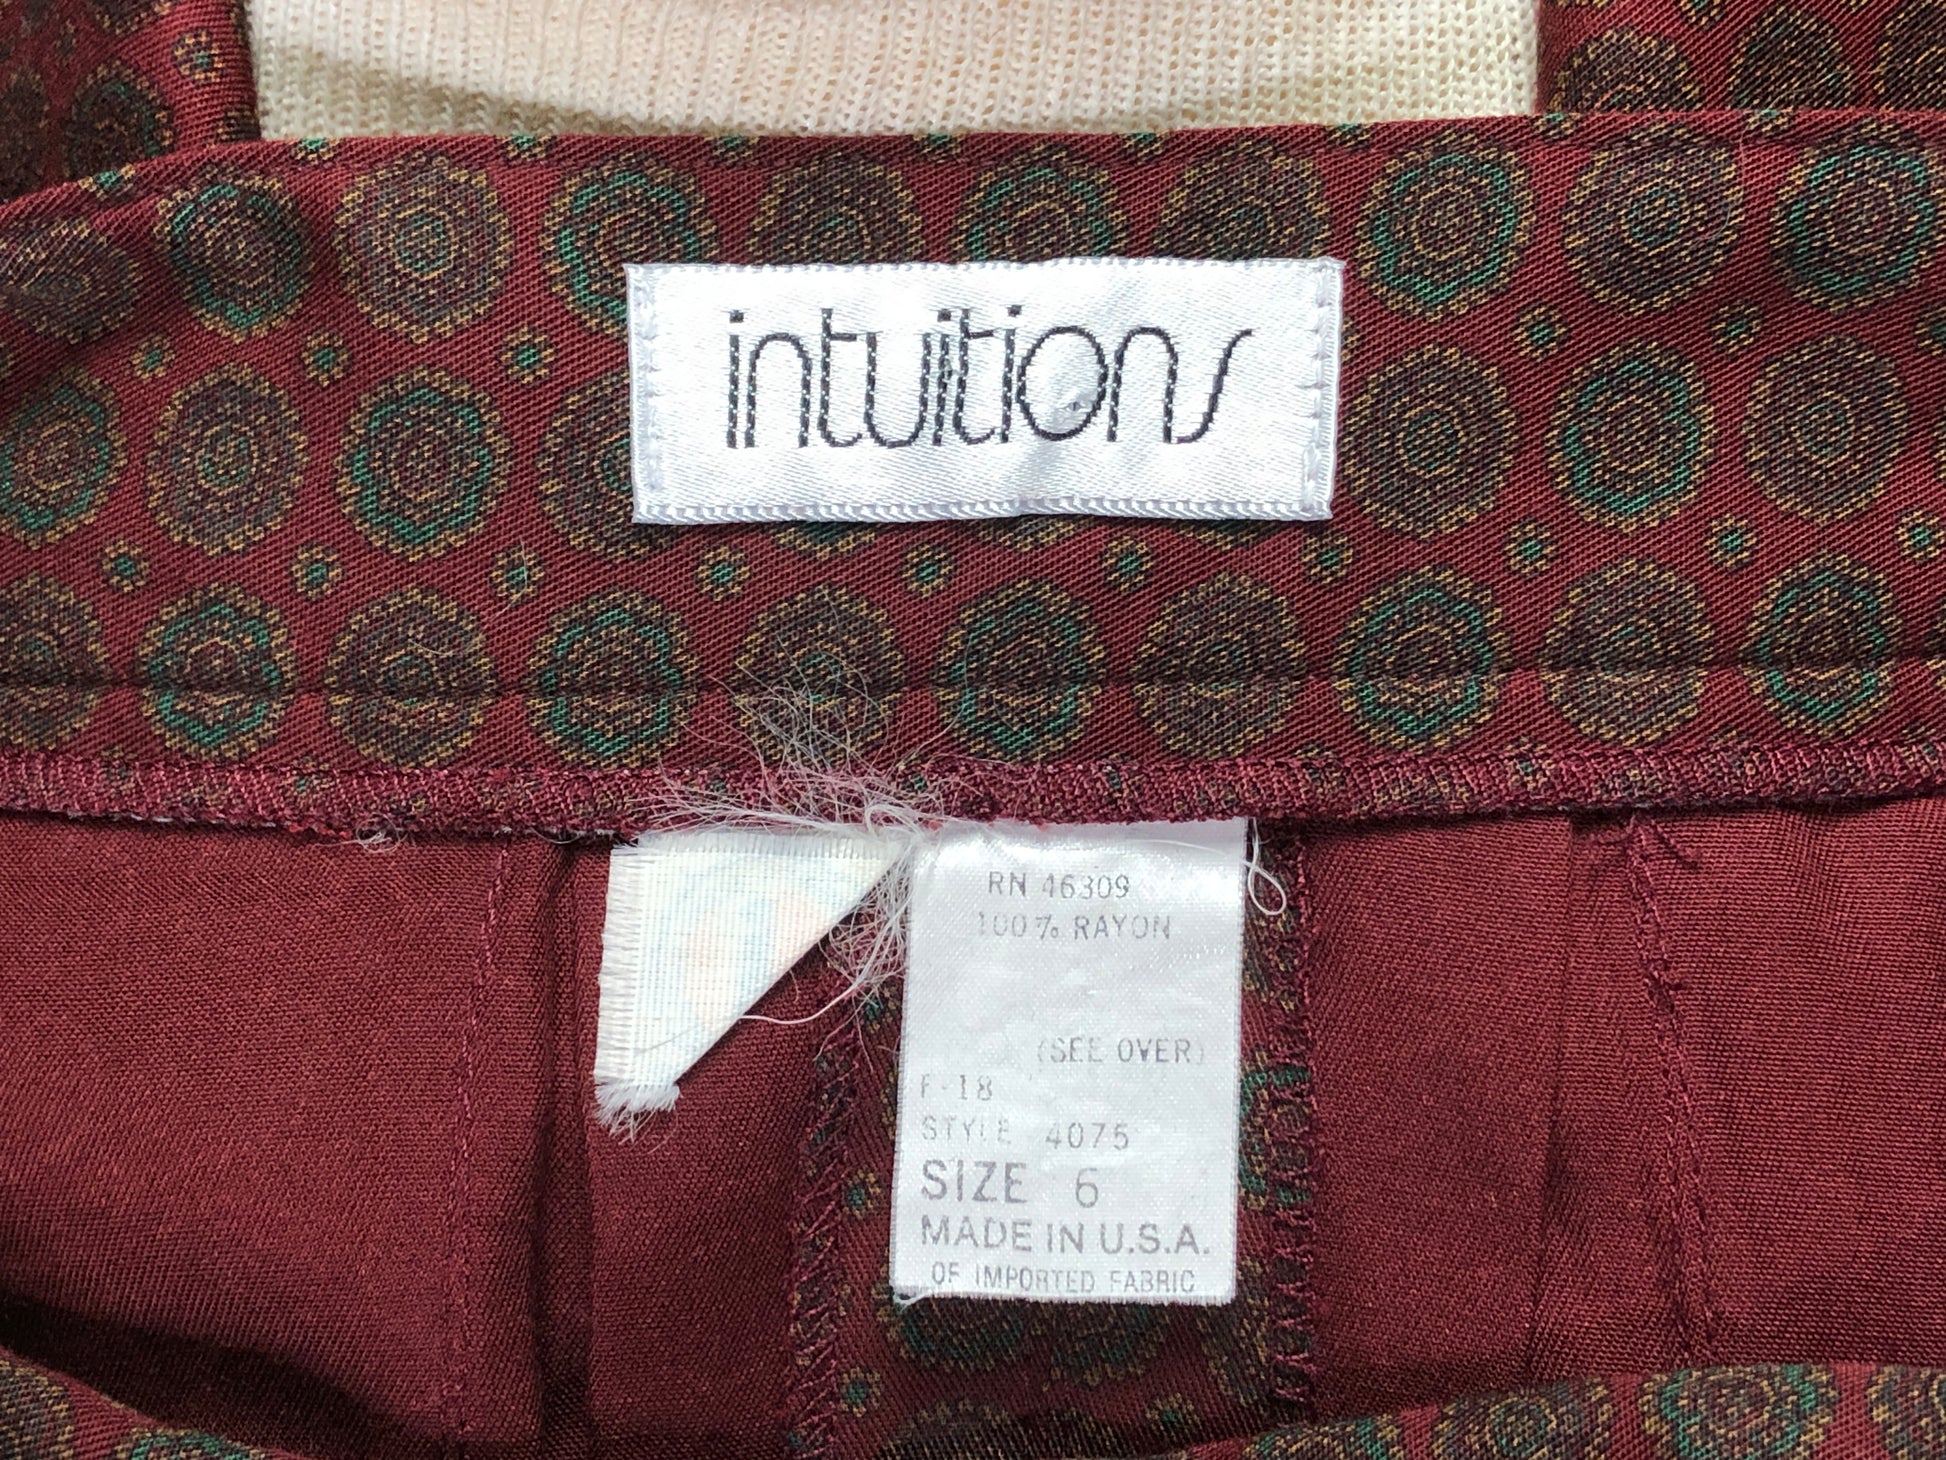 intuitions
RN 46309
100% RAYON
(SEE OVER)
F-18
STYLE 4075
SIZE 6
MADE IN U.S.A.
OF IMPORTED FABRIC